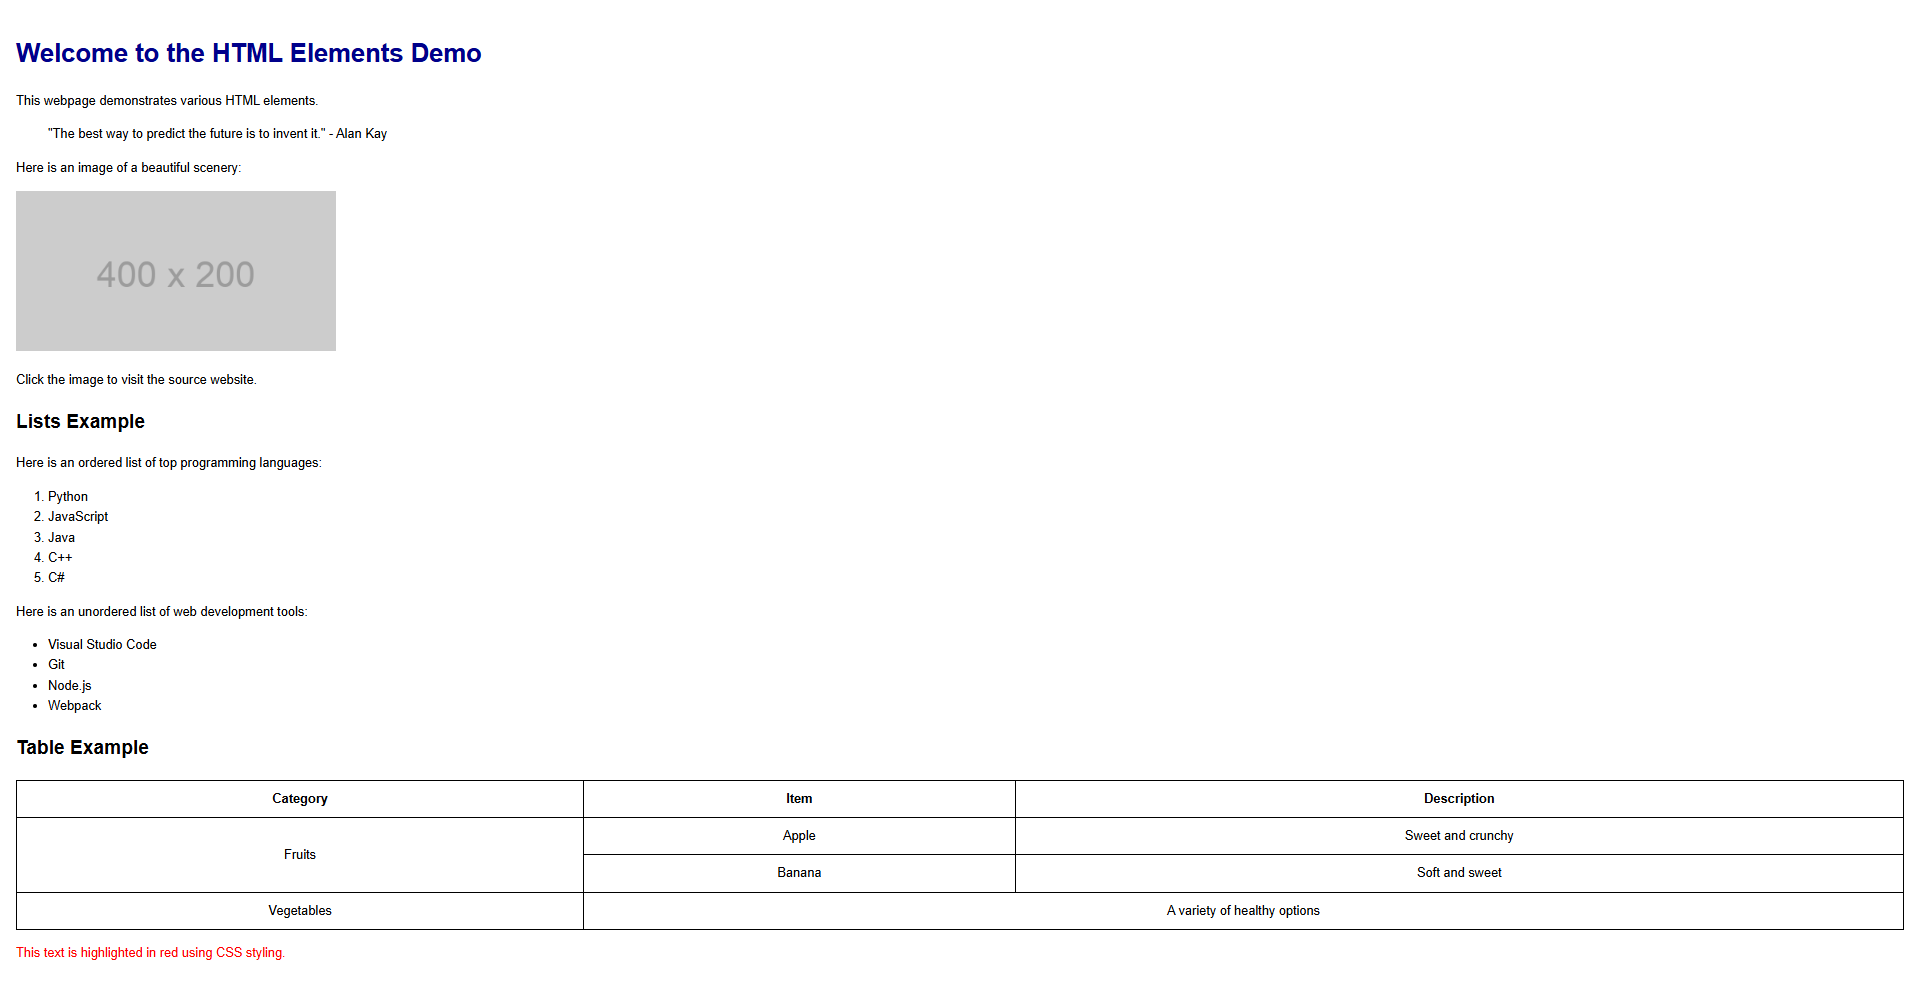 Welcome to the HTML Elements Demo
This webpage demonstrates various HTML elements.
"The best way to predict the future is to invent it." - Alan Kay
Here is an image of a beautiful scenery:
400 x 200
Click the image to visit the source website.
Lists Example
Here is an ordered list of top programming languages:
1. Python
2. JavaScript
3. Java
4. C++
5. C#
Here is an unordered list of web development tools:
• Visual Studio Code
• Git
• Node.js
• Webpack
Table Example
Category Item Description
Fruits Apple Sweet and crunchy
Banana Soft and sweet
Vegetables A variety of healthy options
This text is highlighted in red using CSS styling.